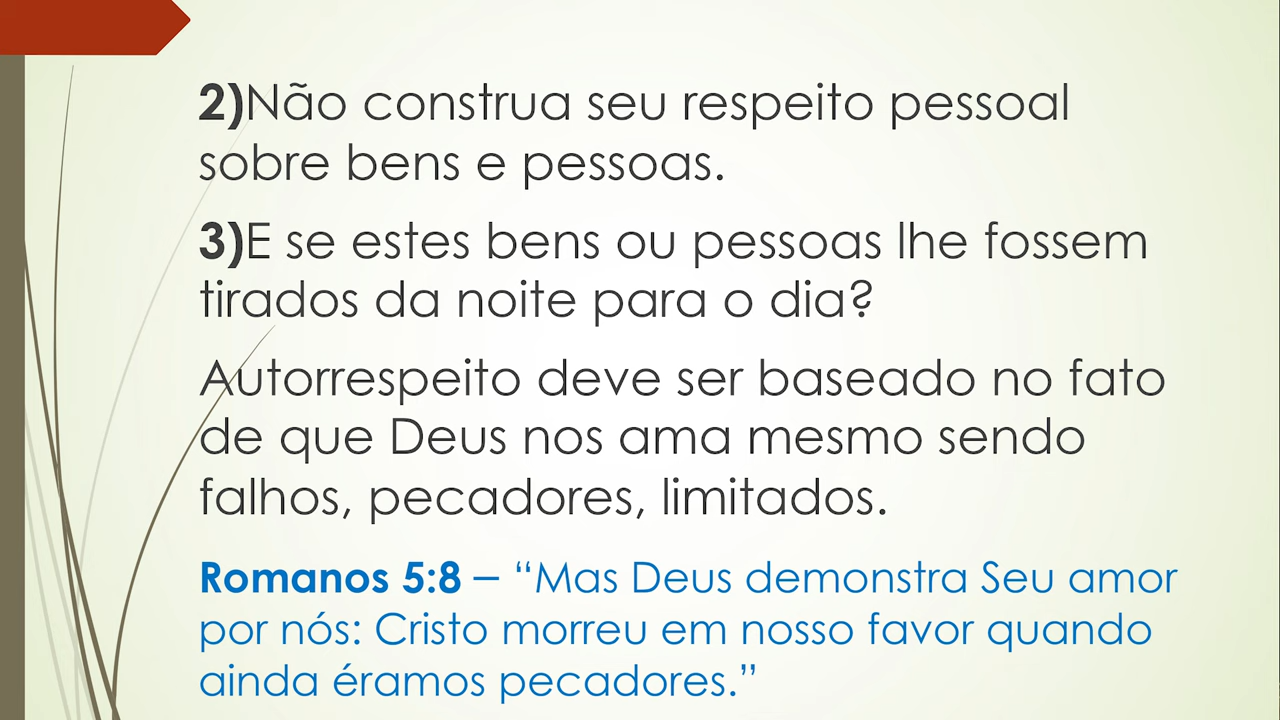 2)Não construa seu respeito pessoal
sobre bens e pessoas.
3)E se estes bens ou pessoas lhe fossem
tirados da noite para o dia?
Autorrespeito deve ser baseado no fato
de que Deus nos ama mesmo sendo
falhos, pecadores, limitados.
Romanos 5:8 – “Mas Deus demonstra Seu amor
por nós: Cristo morreu em nosso favor quando
ainda éramos pecadores.”